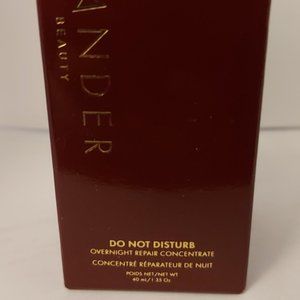 ANDER
BEAUTY
DO NOT DISTURB
OVERNIGHT REPAIR CONCENTRATE
CONCENTRÉ RÉPARATEUR DE NUIT
POIDS NET/NET WT
40 mL/1.35 Oz